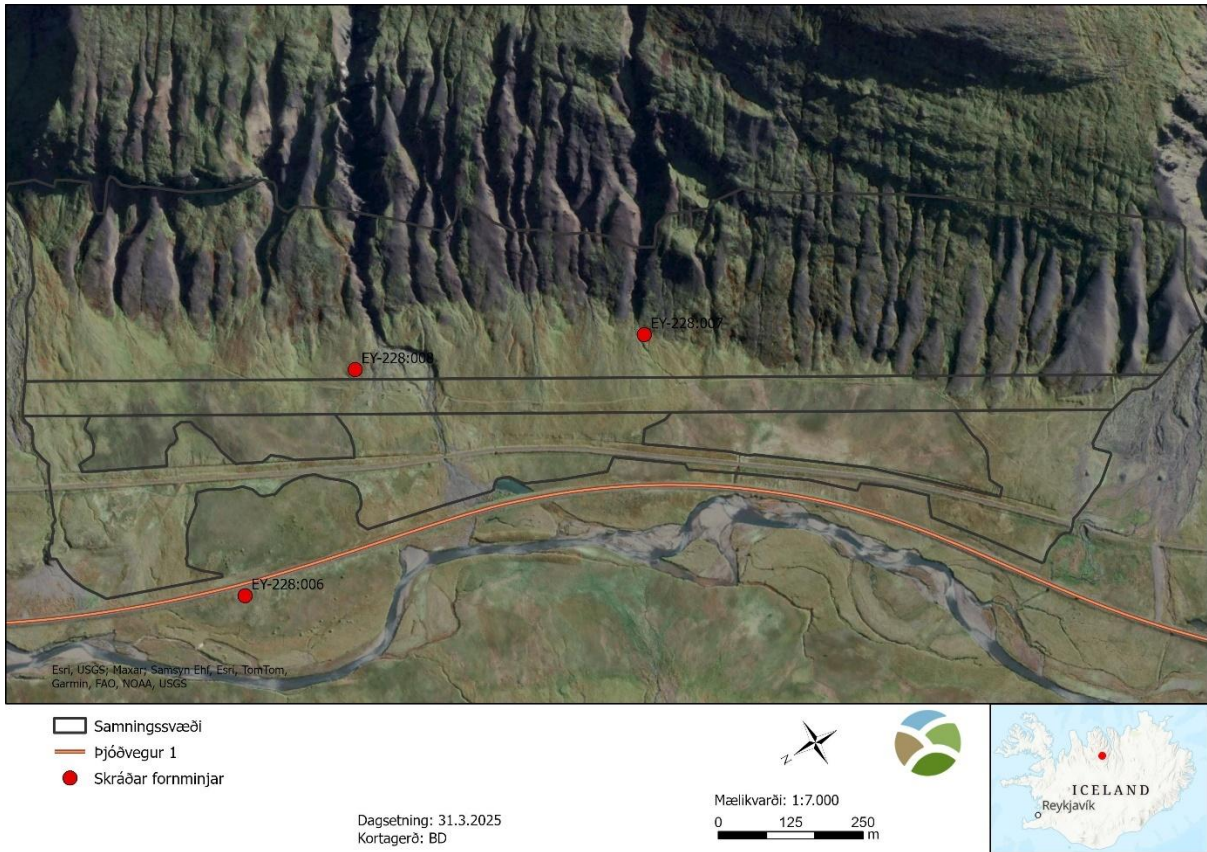 EY-228:007
EY-228:008
EY-228:006
Esri, USGS; Maxar; Samsyn Ehf, Esri, TomTom,
Garmin, FAO, NOAA, USGS
Samningssvæði
Þjóðvegur 1
Skráðar fornminjar
Dagsetning: 31.3.2025
Kortagerð: BD
N
Mælikvarði: 1:7.000
0 125 250
m
ICELAND
Reykjavík